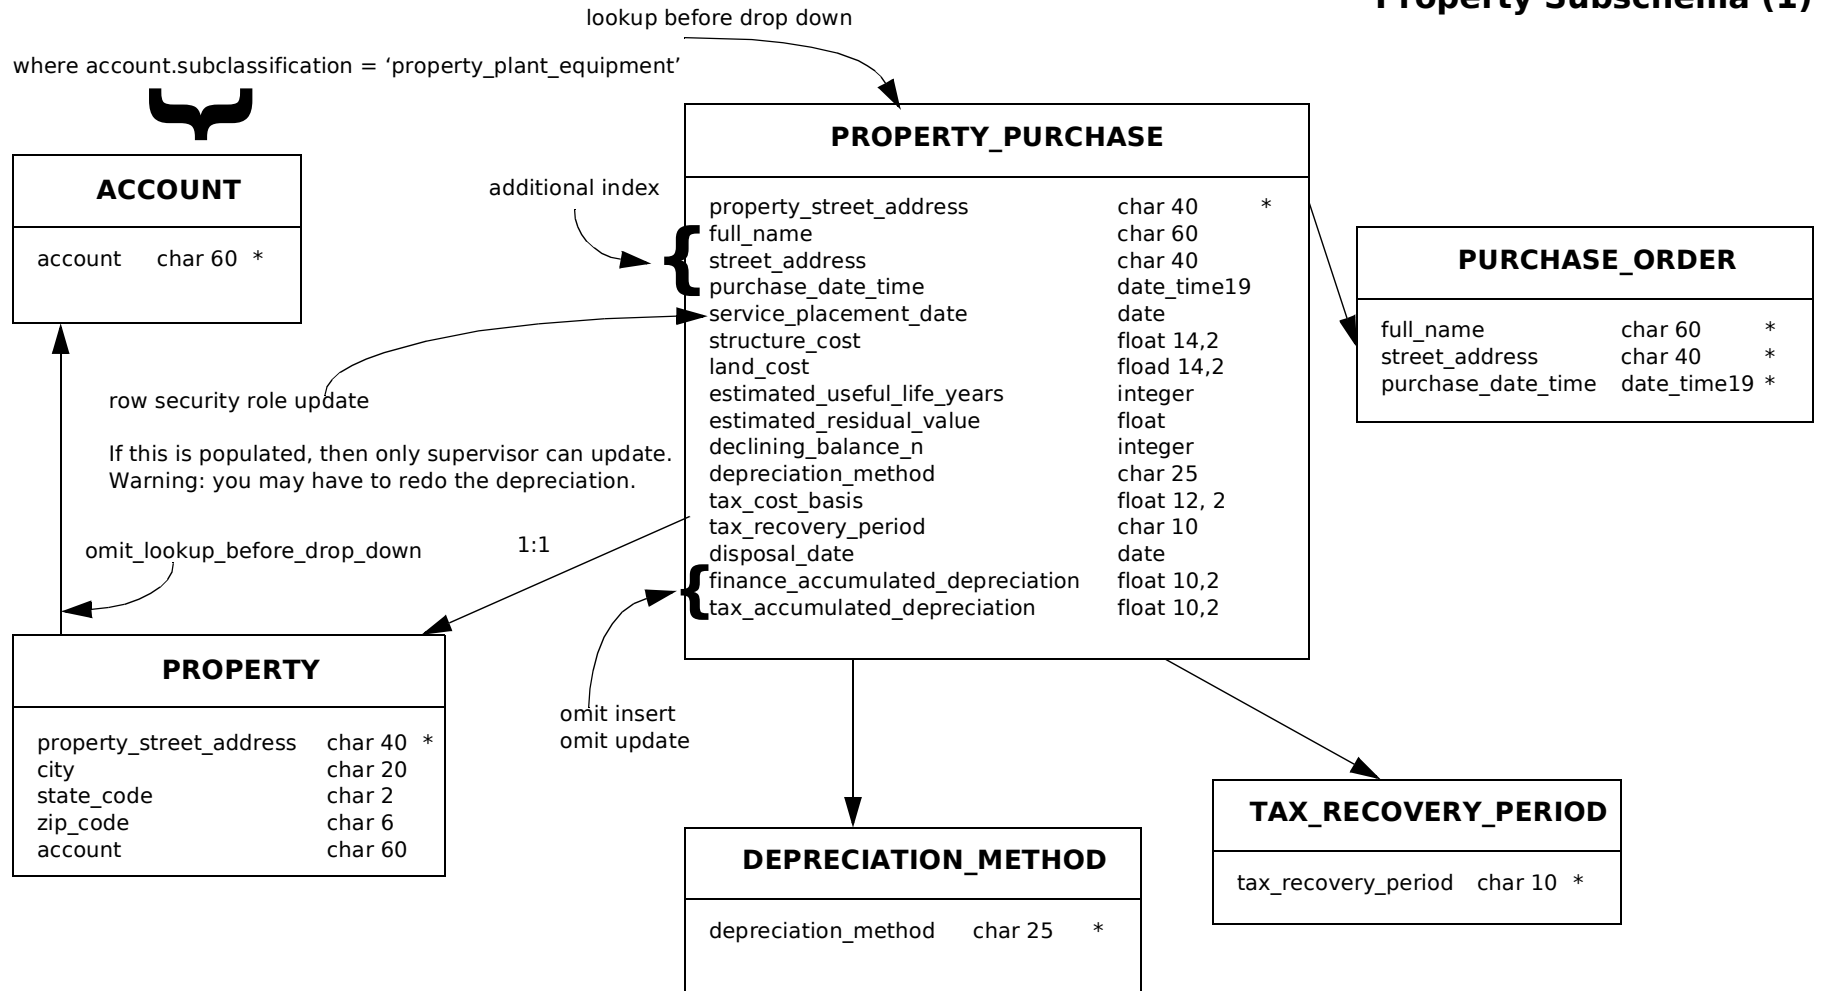 Property Subschema (1)
lookup before drop down
where account.subclassification = ‘property_plant_equipment’
ACCOUNT
account char 60 *
additional index
PROPERTY_PURCHASE
property_street_address char 40 *
full_name char 60
street_address char 40
purchase_date_time date_time19
service_placement_date date
structure_cost float 14,2
land_cost fload 14,2
estimated_useful_life_years integer
estimated_residual_value float
declining_balance_n integer
depreciation_method char 25
tax_cost_basis float 12, 2
tax_recovery_period char 10
disposal_date date
finance_accumulated_depreciation float 10,2
tax_accumulated_depreciation float 10,2
PURCHASE_ORDER
full_name char 60 *
street_address char 40 *
purchase_date_time date_time19 *
row security role update
If this is populated, then only supervisor can update.
Warning: you may have to redo the depreciation.
omit_lookup_before_drop_down
1:1
PROPERTY
property_street_address char 40 *
city char 20
state_code char 2
zip_code char 6
account char 60
omit insert
omit update
DEPRECIATION_METHOD
depreciation_method char 25 *
TAX_RECOVERY_PERIOD
tax_recovery_period char 10 *